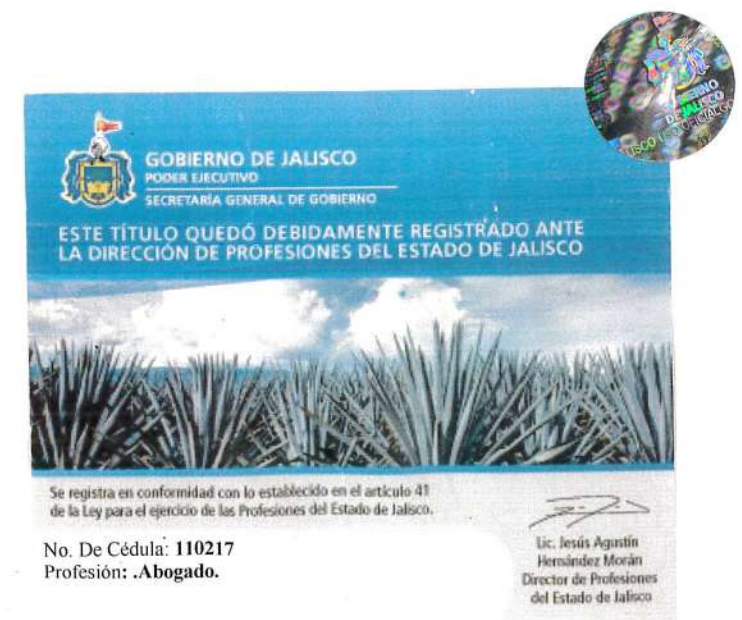 GOBIERNO DE JALISCO
PODER EJECUTIVO
SECRETARÍA GENERAL DE GOBIERNO
ESTE TÍTULO QUEDÓ DEBIDAMENTE REGISTRADO ANTE
LA DIRECCIÓN DE PROFESIONES DEL ESTADO DE JALISCO
GOBIERNO
DE JALISCO
Se registra en conformidad con lo establecido en el artículo 41
de la Ley para el ejercicio de las Profesiones del Estado de Jalisco.
No. De Cédula: 110217
Profesión: .Abogado.
Lic. Jesús Agustín
Hernández Morán
Director de Profesiones
del Estado de Jalisco